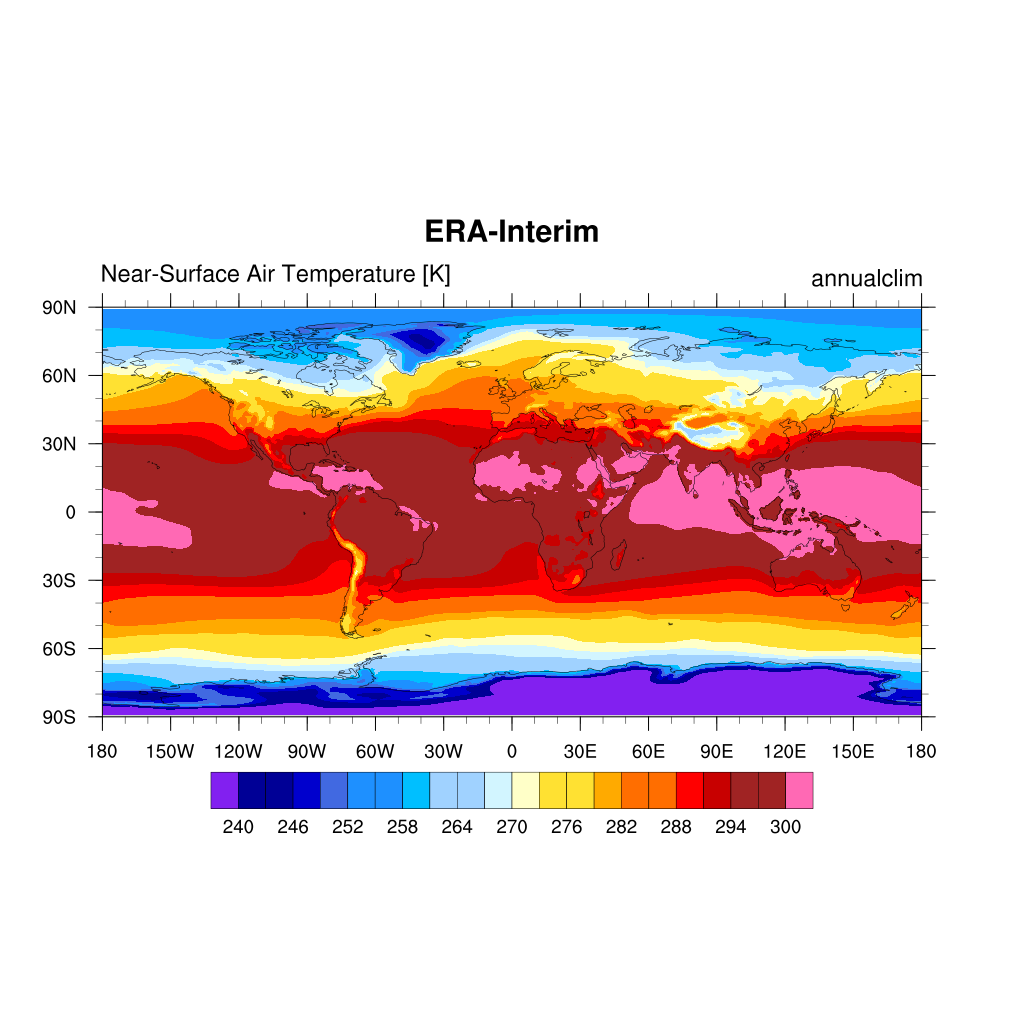 ERA-Interim
Near-Surface Air Temperature [K]
annualclim
90N
60N
30N
0
30S
60S
90S
180 150W 120W 90W 60W 30W 0 30E 60E 90E 120E 150E 180
240 246 252 258 264 270 276 282 288 294 300